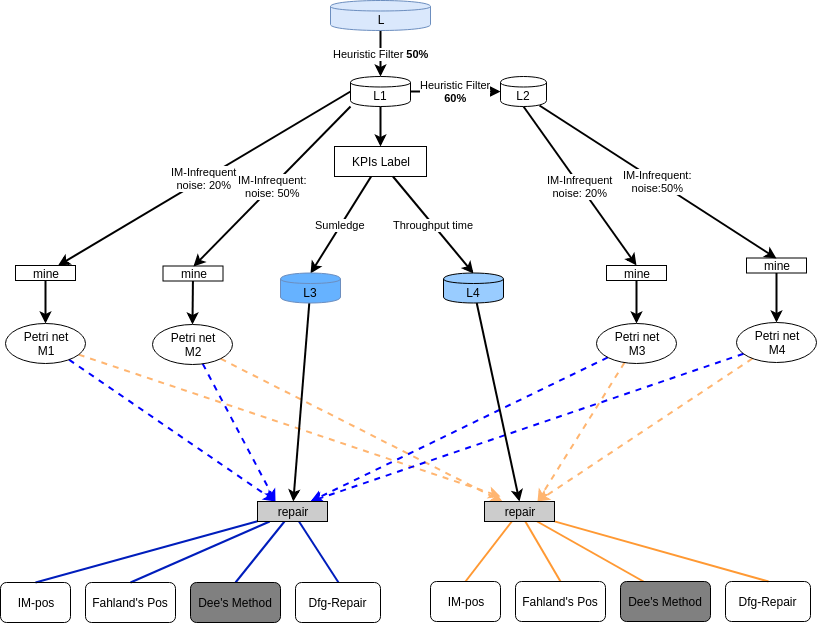 L
Heuristic Filter 50%
L1
Heuristic Filter
60%
L2
KPIs Label
IM-Infrequent
noise: 20%
IM-Infrequent:
noise: 50%
IM-Infrequent
noise: 20%
IM-Infrequent:
noise:50%
Sumledge
Throughput time
mine
mine
L3
L4
mine
mine
Petri net
M1
Petri net
M2
Petri net
M3
Petri net
M4
repair
repair
IM-pos
Fahland's Pos
Dee's Method
Dfg-Repair
IM-pos
Fahland's Pos
Dee's Method
Dfg-Repair